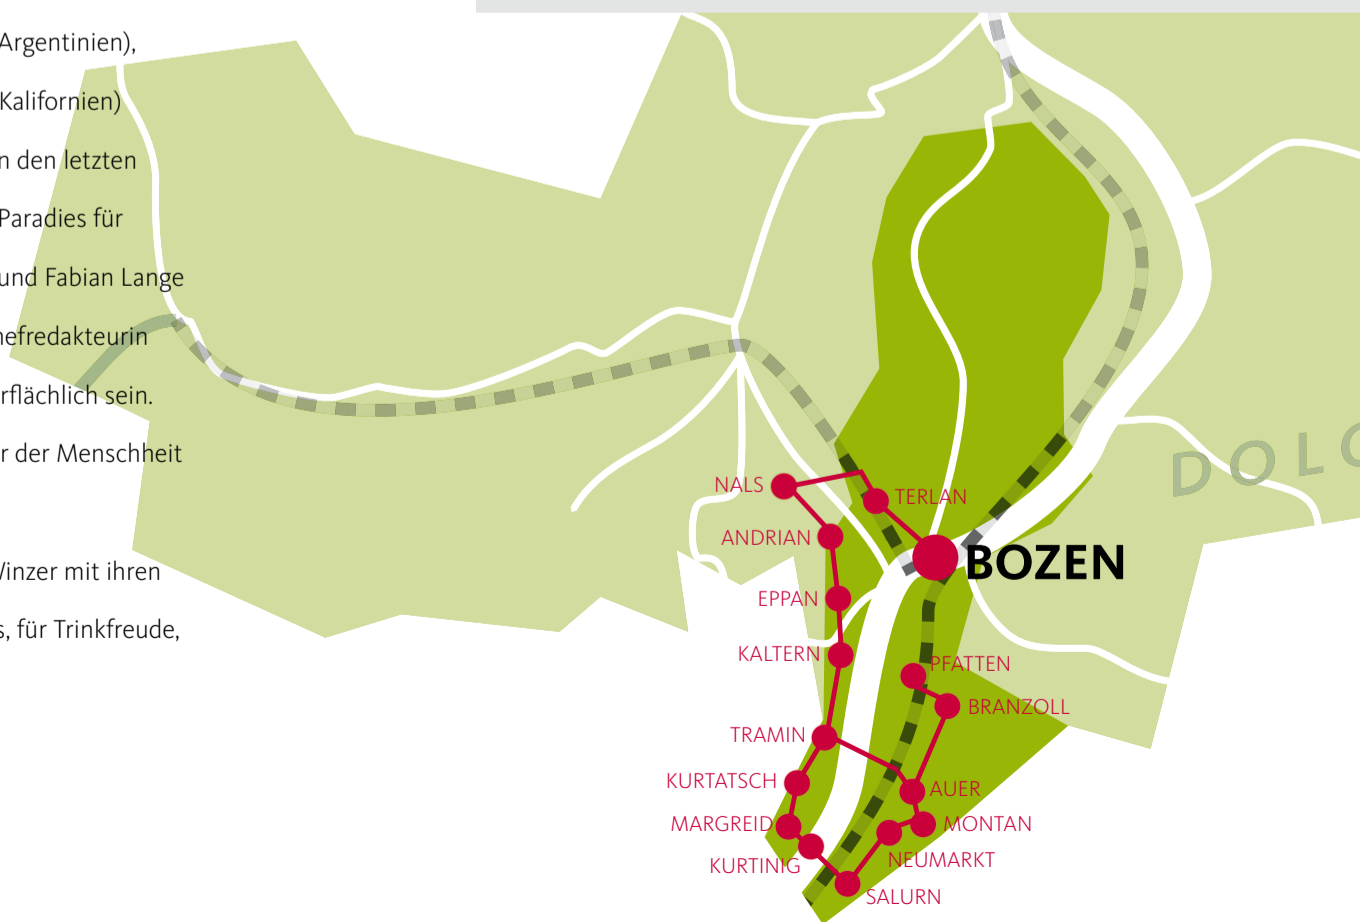 Argentinien),
Kalifornien)
n den letzten
Paradies für
und Fabian Lange
hefredakteurin
rflächlich sein.
r der Menschheit
Winzer mit ihren
s, für Trinkfreude,
DOLO
NALS
TERLAN
ANDRIAN
BOZEN
EPPAN
KALTERN
PFATTEN
BRANZOLL
TRAMIN
KURTATSCH
AUER
MARGREID
MONTAN
KURTINIG
NEUMARKT
SALURN